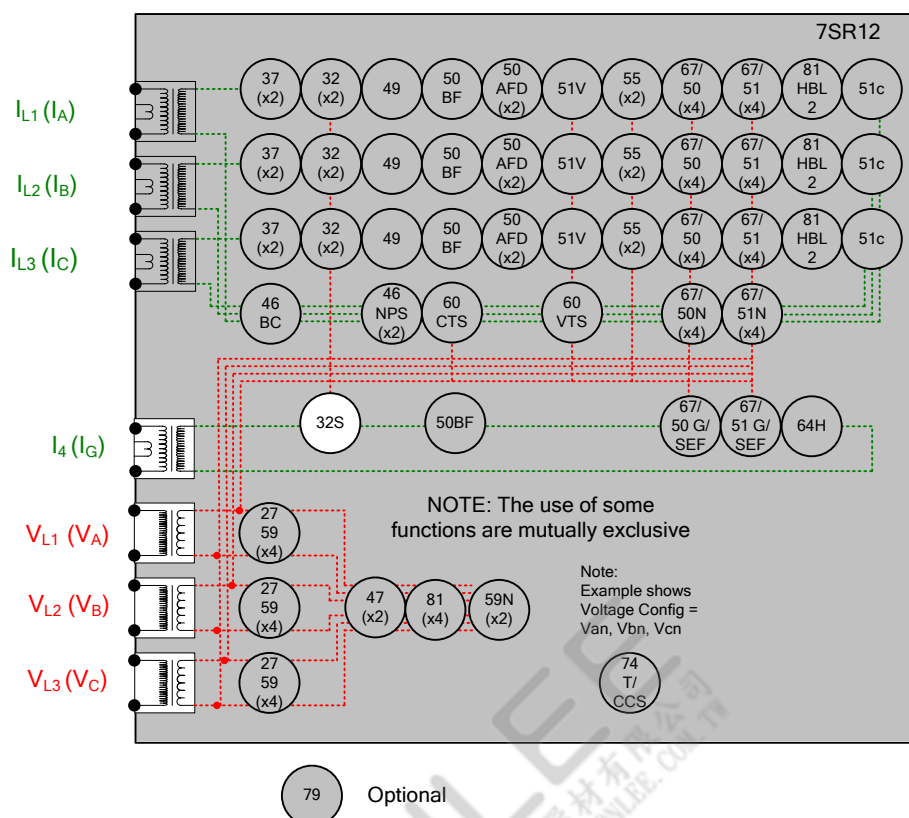 7SR12
IL1 (IA)
37 (x2) 32 (x2) 49 50 BF 50 AFD (x2) 51V 55 (x2) 67/ 50 (x4) 67/ 51 (x4) 81 HBL 2 51c
IL2 (IB)
37 (x2) 32 (x2) 49 50 BF 50 AFD (x2) 51V 55 (x2) 67/ 50 (x4) 67/ 51 (x4) 81 HBL 2 51c
IL3 (IC)
37 (x2) 32 (x2) 49 50 BF 50 AFD (x2) 51V 55 (x2) 67/ 50 (x4) 67/ 51 (x4) 81 HBL 2 51c
46 BC 46 NPS (x2) 60 CTS 60 VTS 67/ 50N (x4) 67/ 51N (x4)
I4 (IG)
32S 50BF 67/ 50 G/ SEF 67/ 51 G/ SEF 64H
NOTE: The use of some
functions are mutually exclusive
VL1 (VA)
27 59 (x4)
VL2 (VB)
27 59 (x4) 47 (x2) 81 (x4) 59N (x2)
Note:
Example shows
Voltage Config =
Van, Vbn, Vcn
VL3 (VC)
27 59 (x4)
74 T/ CCS
79 Optional